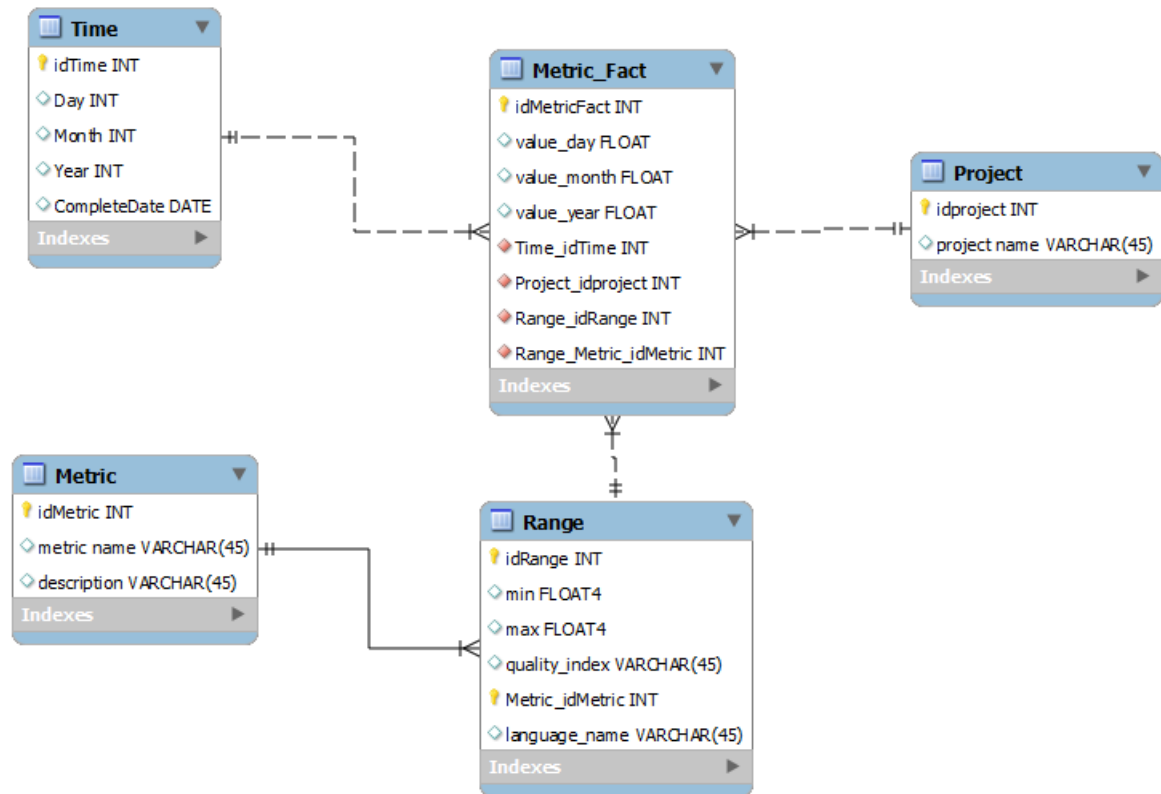 Time
idTime INT
Day INT
Month INT
Year INT
CompleteDate DATE
Indexes
Metric_Fact
idMetricFact INT
value_day FLOAT
value_month FLOAT
value_year FLOAT
Time_idTime INT
Project_idproject INT
Range_idRange INT
Range_Metric_idMetric INT
Indexes
Project
idproject INT
project name VARCHAR(45)
Indexes
Metric
idMetric INT
metric name VARCHAR(45)
description VARCHAR(45)
Indexes
Range
idRange INT
min FLOAT4
max FLOAT4
quality_index VARCHAR(45)
Metric_idMetric INT
language_name VARCHAR(45)
Indexes